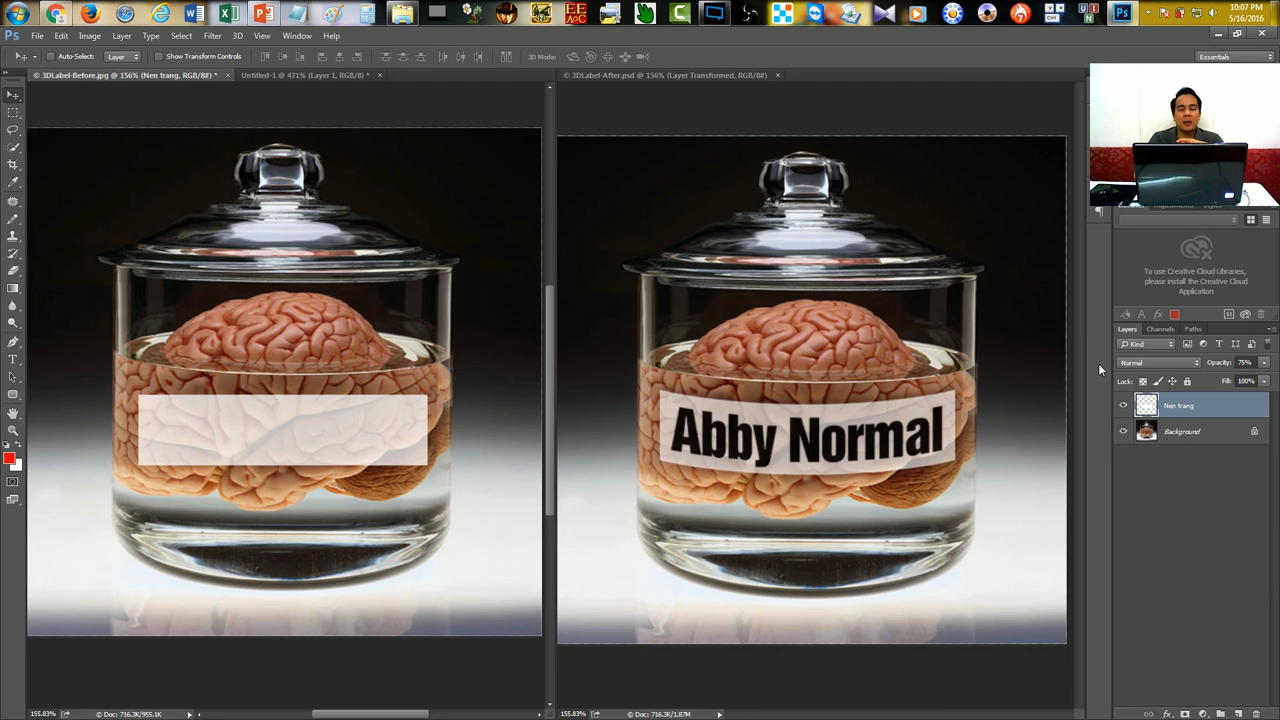 10:07 PM
5/16/2016
Ps File Edit Image Layer Type Select Filter 3D View Window Help
Auto-Select: Layer Show Transform Controls 3D Mode: Essentials
3DLabel-Before.jpg @ 156% (Nen trang, RGB/8#) * × Untitled-1 @ 471% (Layer 1, RGB/8) * × 3DLabel-After.psd @ 156% (Layer Transformed, RGB/8#) ×
To use Creative Cloud Libraries,
please install the Creative Cloud
Application
Layers Channels Paths
Kind
Normal Opacity: 75%
Lock: Fill: 100%
Nen trang
Background
Abby Normal
155.83% Doc: 716.3K/955.1K 155.83% Doc: 716.3K/1.87M